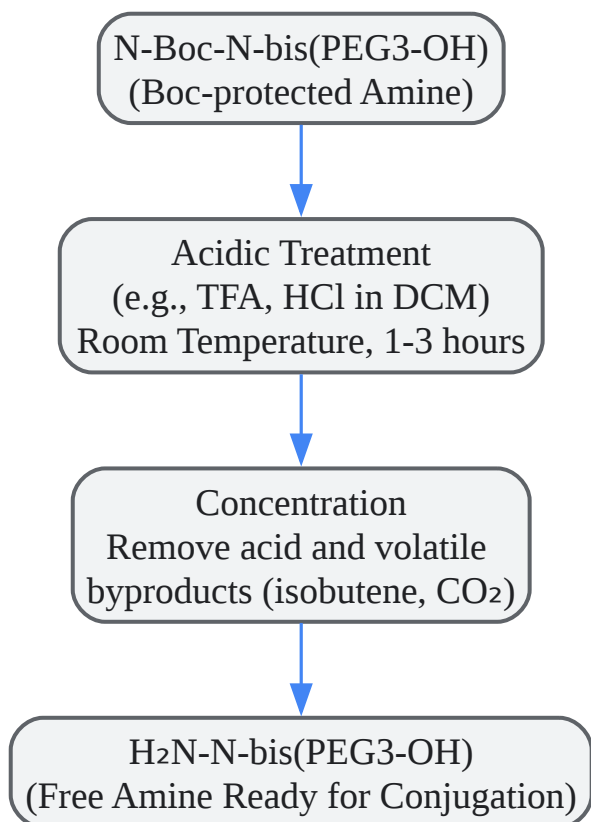 N-Boc-N-bis(PEG3-OH)
(Boc-protected Amine)
Acidic Treatment
(e.g., TFA, HCl in DCM)
Room Temperature, 1-3 hours
Concentration
Remove acid and volatile
byproducts (isobutene, CO₂)
H₂N-N-bis(PEG3-OH)
(Free Amine Ready for Conjugation)